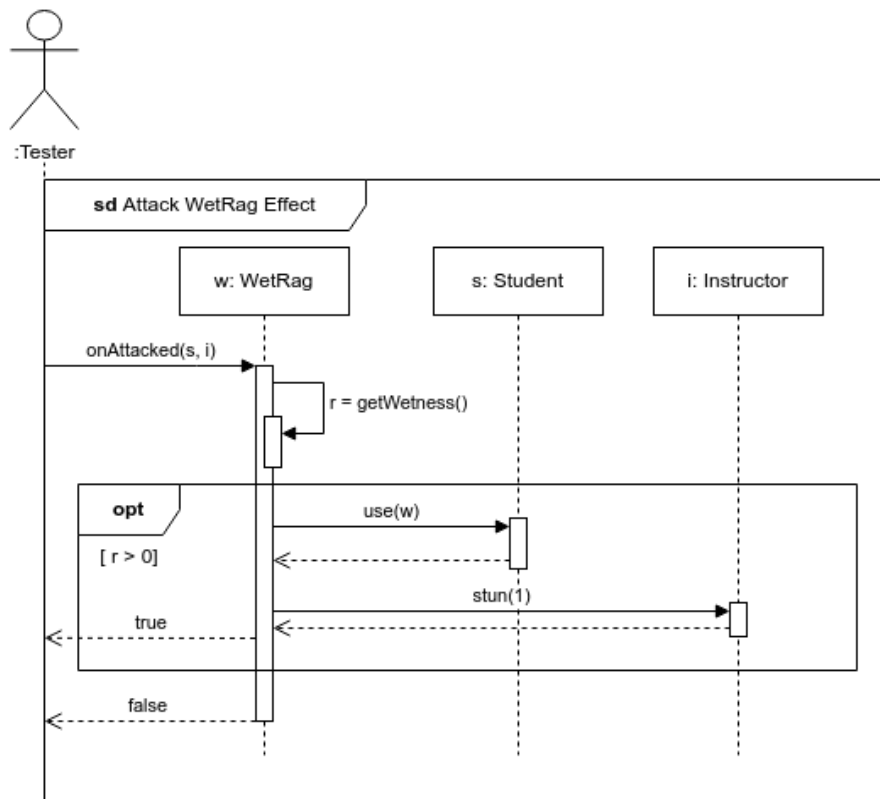 :Tester
sd Attack WetRag Effect
w: WetRag
s: Student
i: Instructor
onAttacked(s, i)
r = getWetness()
opt
[ r > 0]
use(w)
stun(1)
true
false